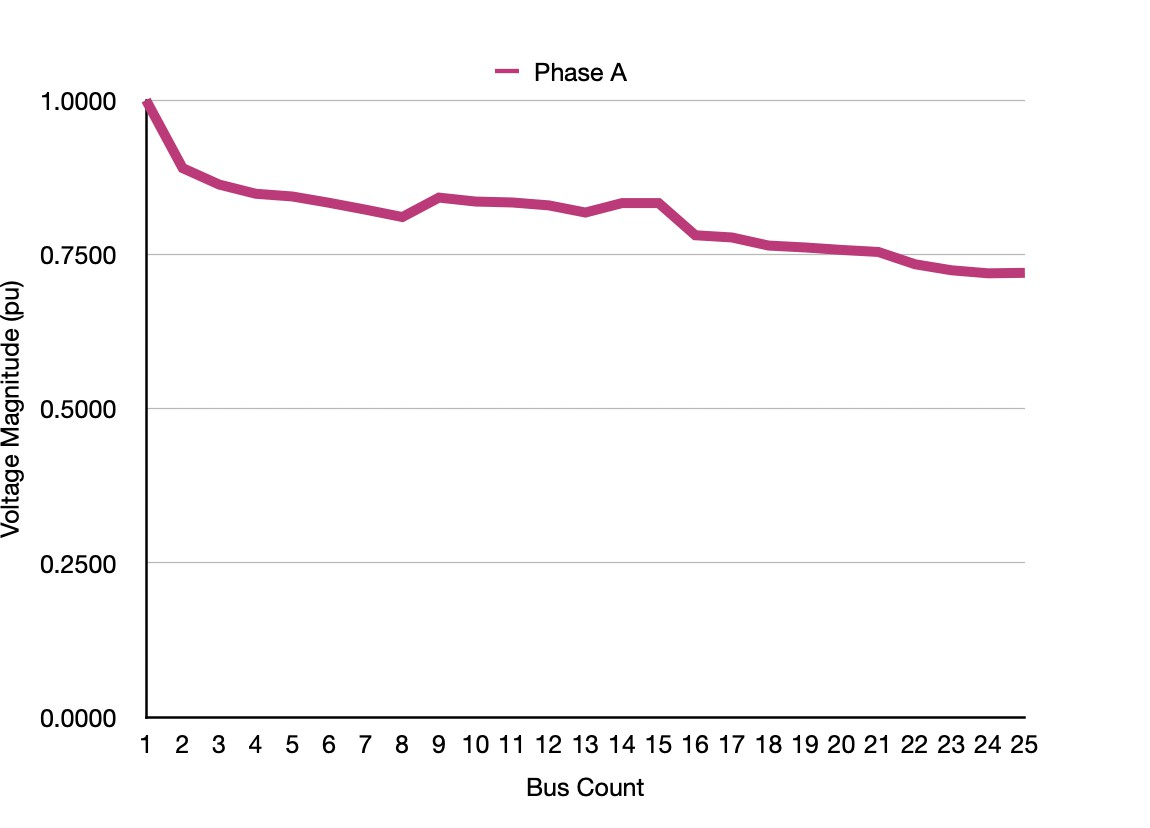 Phase A
1.0000
0.7500
0.5000
0.2500
0.0000
Voltage Magnitude (pu)
1 2 3 4 5 6 7 8 9 10 11 12 13 14 15 16 17 18 19 20 21 22 23 24 25
Bus Count